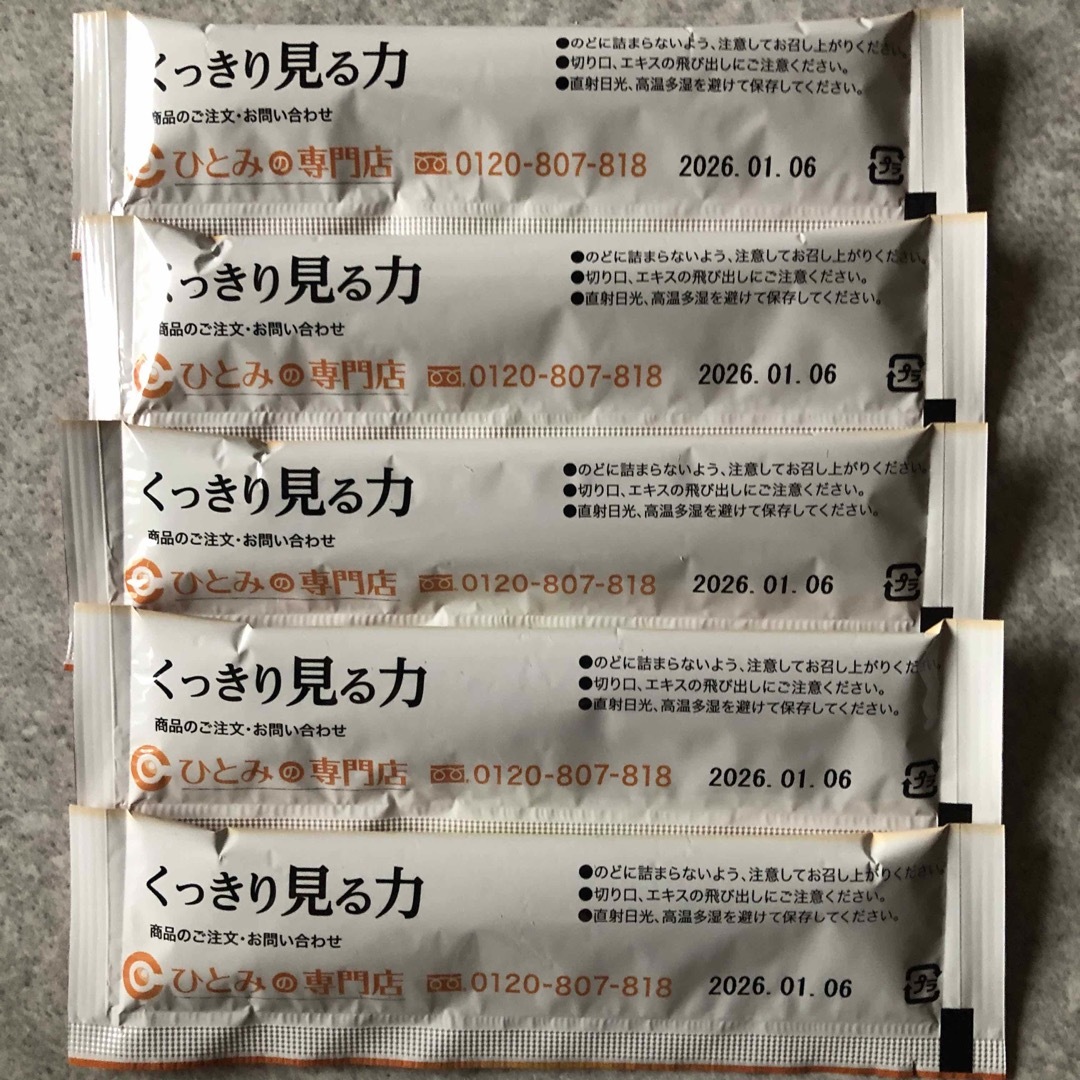 くっきり見る力
●のどに詰まらないよう、注意してお召し上がりください。
●切り口、エキスの飛び出しにご注意ください。
●直射日光、高温多湿を避けて保存してください。
商品のご注文・お問い合わせ
ひとみの専門店 0120-807-818 2026.01.06 プラ
くっきり見る力
●のどに詰まらないよう、注意してお召し上がりください。
●切り口、エキスの飛び出しにご注意ください。
●直射日光、高温多湿を避けて保存してください。
商品のご注文・お問い合わせ
ひとみの専門店 0120-807-818 2026.01.06 プラ
くっきり見る力
●のどに詰まらないよう、注意してお召し上がりください。
●切り口、エキスの飛び出しにご注意ください。
●直射日光、高温多湿を避けて保存してください。
商品のご注文・お問い合わせ
ひとみの専門店 0120-807-818 2026.01.06 プラ
くっきり見る力
●のどに詰まらないよう、注意してお召し上がりくだ
●切り口、エキスの飛び出しにご注意ください。
●直射日光、高温多湿を避けて保存してください。
商品のご注文・お問い合わせ
ひとみの専門店 0120-807-818 2026.01.06 プラ
くっきり見る力
●のどに詰まらないよう、注意してお召し上がりください。
●切り口、エキスの飛び出しにご注意ください。
●直射日光、高温多湿を避けて保存してください。
商品のご注文・お問い合わせ
ひとみの専門店 0120-807-818 2026.01.06 プラ